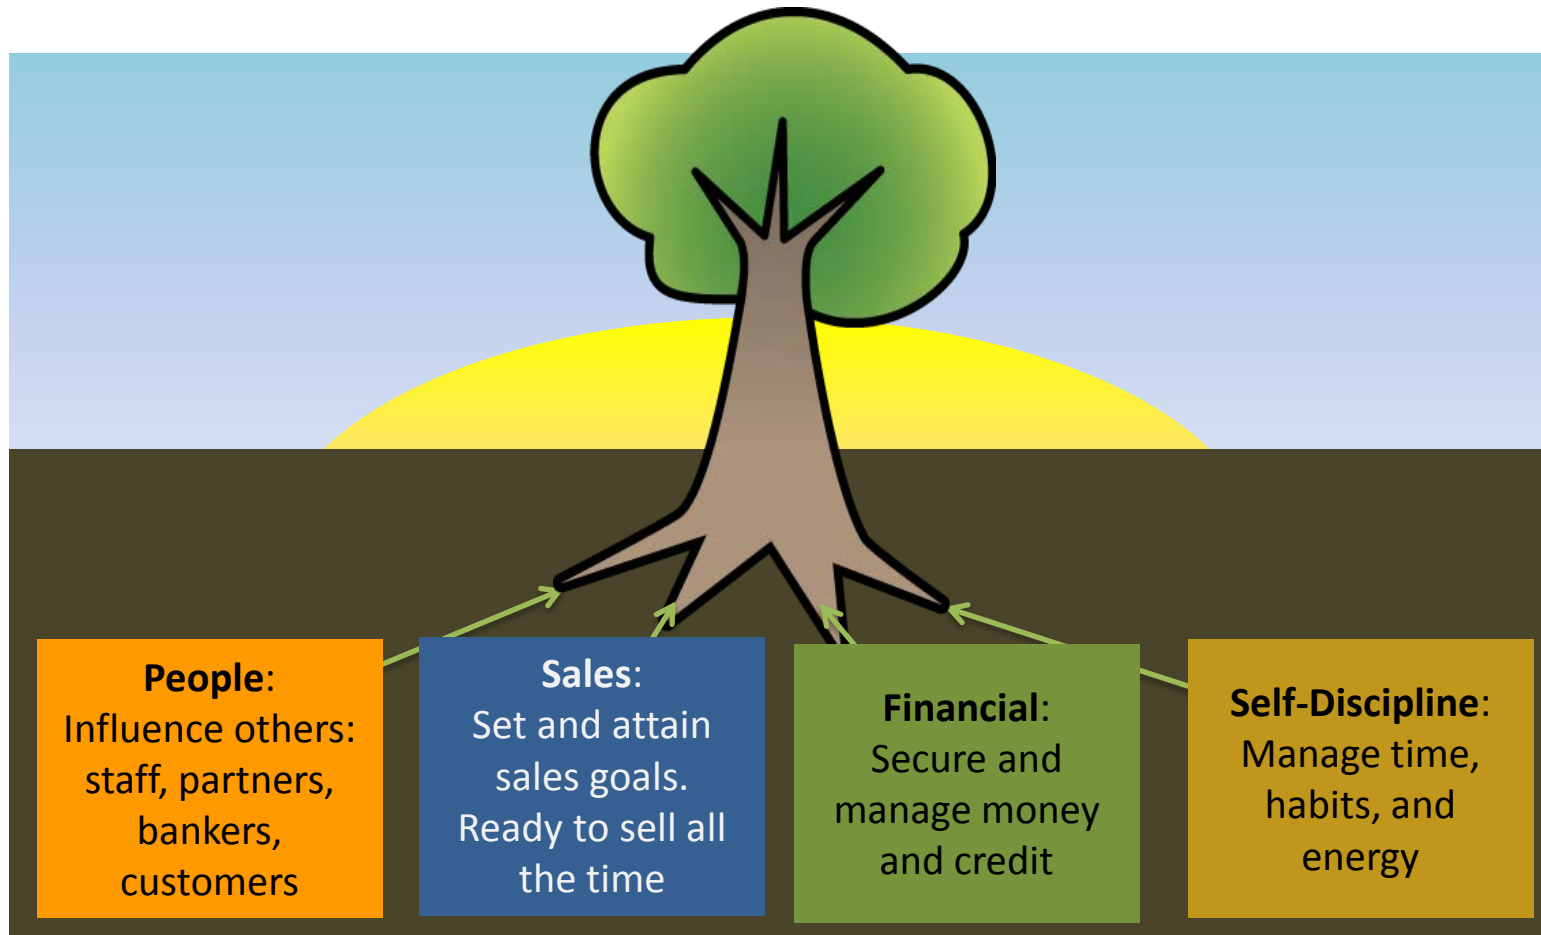 People:
Influence others:
staff, partners,
bankers,
customers
Sales:
Set and attain
sales goals.
Ready to sell all
the time
Financial:
Secure and
manage money
and credit
Self-Discipline:
Manage time,
habits, and
energy